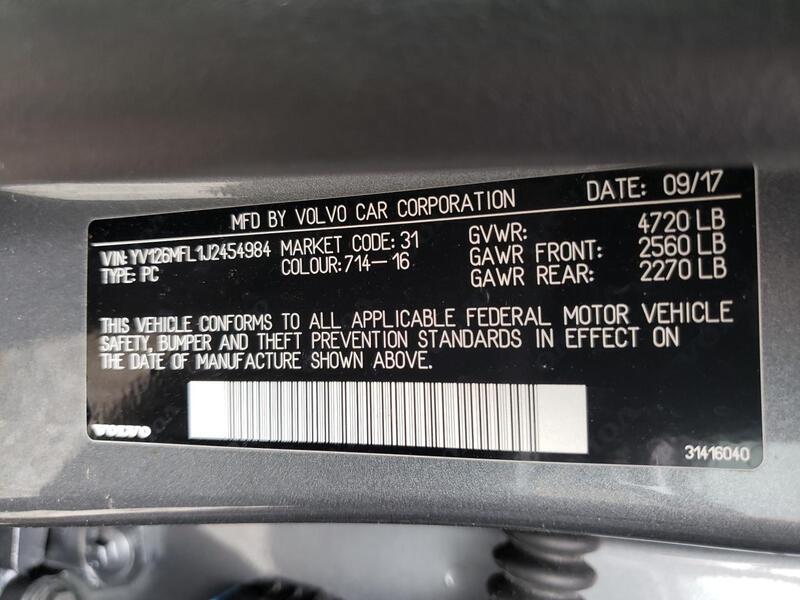 MFD BY VOLVO CAR CORPORATION DATE: 09/17
VIN: YV126MFL1J2454984 MARKET CODE: 31 GVWR: 4720 LB
TYPE: PC COLOUR: 714-16 GAWR FRONT: 2560 LB
GAWR REAR: 2270 LB
THIS VEHICLE CONFORMS TO ALL APPLICABLE FEDERAL MOTOR VEHICLE
SAFETY, BUMPER AND THEFT PREVENTION STANDARDS IN EFFECT ON
THE DATE OF MANUFACTURE SHOWN ABOVE.
VOLVO
31416040